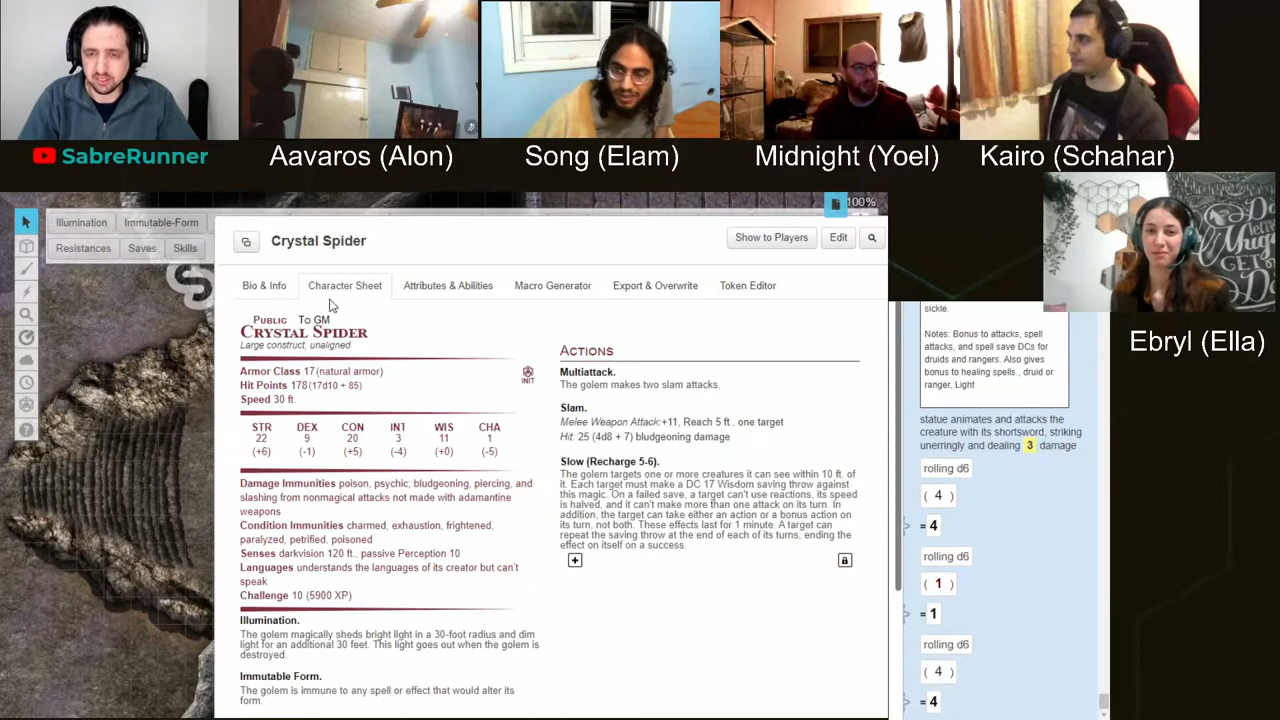 SabreRunner
Aavaros (Alon)
Song (Elam)
Midnight (Yoel)
Kairo (Schahar)
Ebryl (Ella)
100%
Illumination
Immutable-Form
Resistances
Saves
Skills
Crystal Spider
Show to Players
Edit
Bio & Info
Character Sheet
Attributes & Abilities
Macro Generator
Export & Overwrite
Token Editor
PUBLIC
To GM
CRYSTAL SPIDER
Large construct, unaligned
Armor Class 17 (natural armor)
Hit Points 178 (17d10 + 85)
Speed 30 ft.
INIT
STR DEX CON INT WIS CHA
22 9 20 3 11 1
(+6) (-1) (+5) (-4) (+0) (-5)
Damage Immunities poison, psychic; bludgeoning, piercing, and
slashing from nonmagical attacks not made with adamantine
weapons
Condition Immunities charmed, exhaustion, frightened,
paralyzed, petrified, poisoned
Senses darkvision 120 ft., passive Perception 10
Languages understands the languages of its creator but can't
speak
Challenge 10 (5900 XP)
Illumination.
The golem magically sheds bright light in a 30-foot radius and dim
light for an additional 30 feet. This light goes out when the golem is
destroyed.
Immutable Form.
The golem is immune to any spell or effect that would alter its
form.
ACTIONS
Multiattack.
The golem makes two slam attacks.
Slam.
Melee Weapon Attack: +11, Reach 5 ft., one target
Hit: 25 (4d8 + 7) bludgeoning damage
Slow (Recharge 5-6).
The golem targets one or more creatures it can see within 10 ft. of
it. Each target must make a DC 17 Wisdom saving throw against
this magic. On a failed save, a target can't use reactions, its speed
is halved, and it can't make more than one attack on its turn. In
addition, the target can take either an action or a bonus action on
its turn, not both. These effects last for 1 minute. A target can
repeat the saving throw at the end of each of its turns, ending the
effect on itself on a success.
+
sickle.
Notes: Bonus to attacks, spell
attacks, and spell save DCs for
druids and rangers. Also gives
bonus to healing spells., druid or
ranger, Light
statue animates and attacks the
creature with its shortsword, striking
unerringly and dealing 3 damage
rolling d6
( 4 )
= 4
rolling d6
( 1 )
= 1
rolling d6
( 4 )
= 4